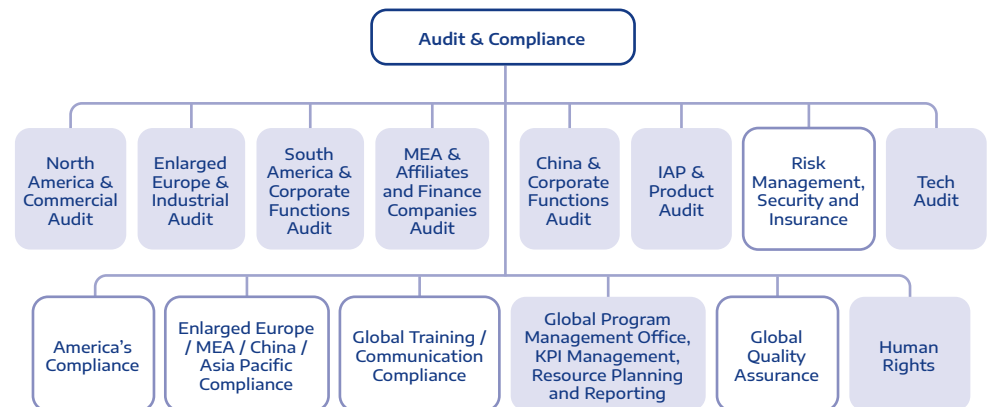 Audit & Compliance
North
America &
Commercial
Audit
Enlarged
Europe &
Industrial
Audit
South
America &
Corporate
Functions
Audit
MEA &
Affiliates
and Finance
Companies
Audit
China &
Corporate
Functions
Audit
IAP &
Product
Audit
Risk
Management,
Security and
Insurance
Tech
Audit
America’s
Compliance
Enlarged Europe
/ MEA / China /
Asia Pacific
Compliance
Global Training /
Communication
Compliance
Global Program
Management Office,
KPI Management,
Resource Planning
and Reporting
Global
Quality
Assurance
Human
Rights